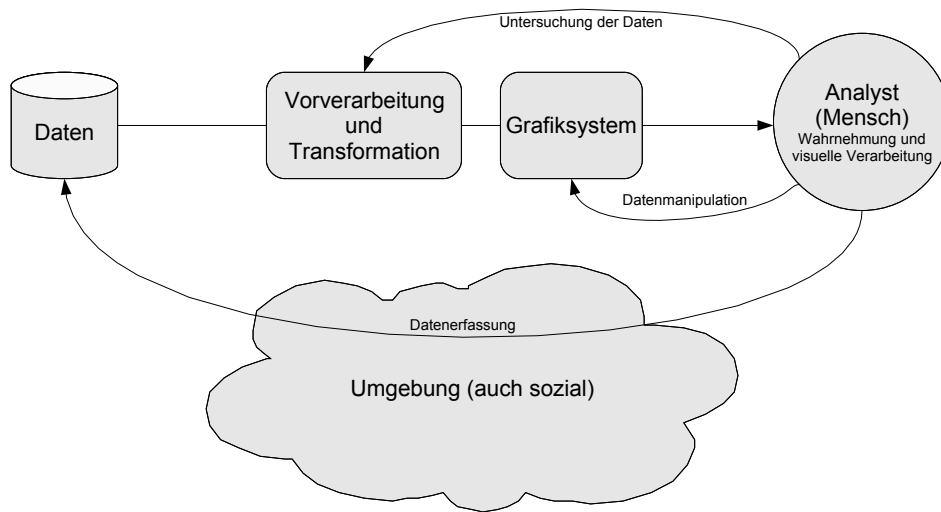 Untersuchung der Daten
Daten
Vorverarbeitung
und
Transformation
Grafiksystem
Analyst
(Mensch)
Wahrnehmung und
visuelle Verarbeitung
Datenmanipulation
Datenerfassung
Umgebung (auch sozial)